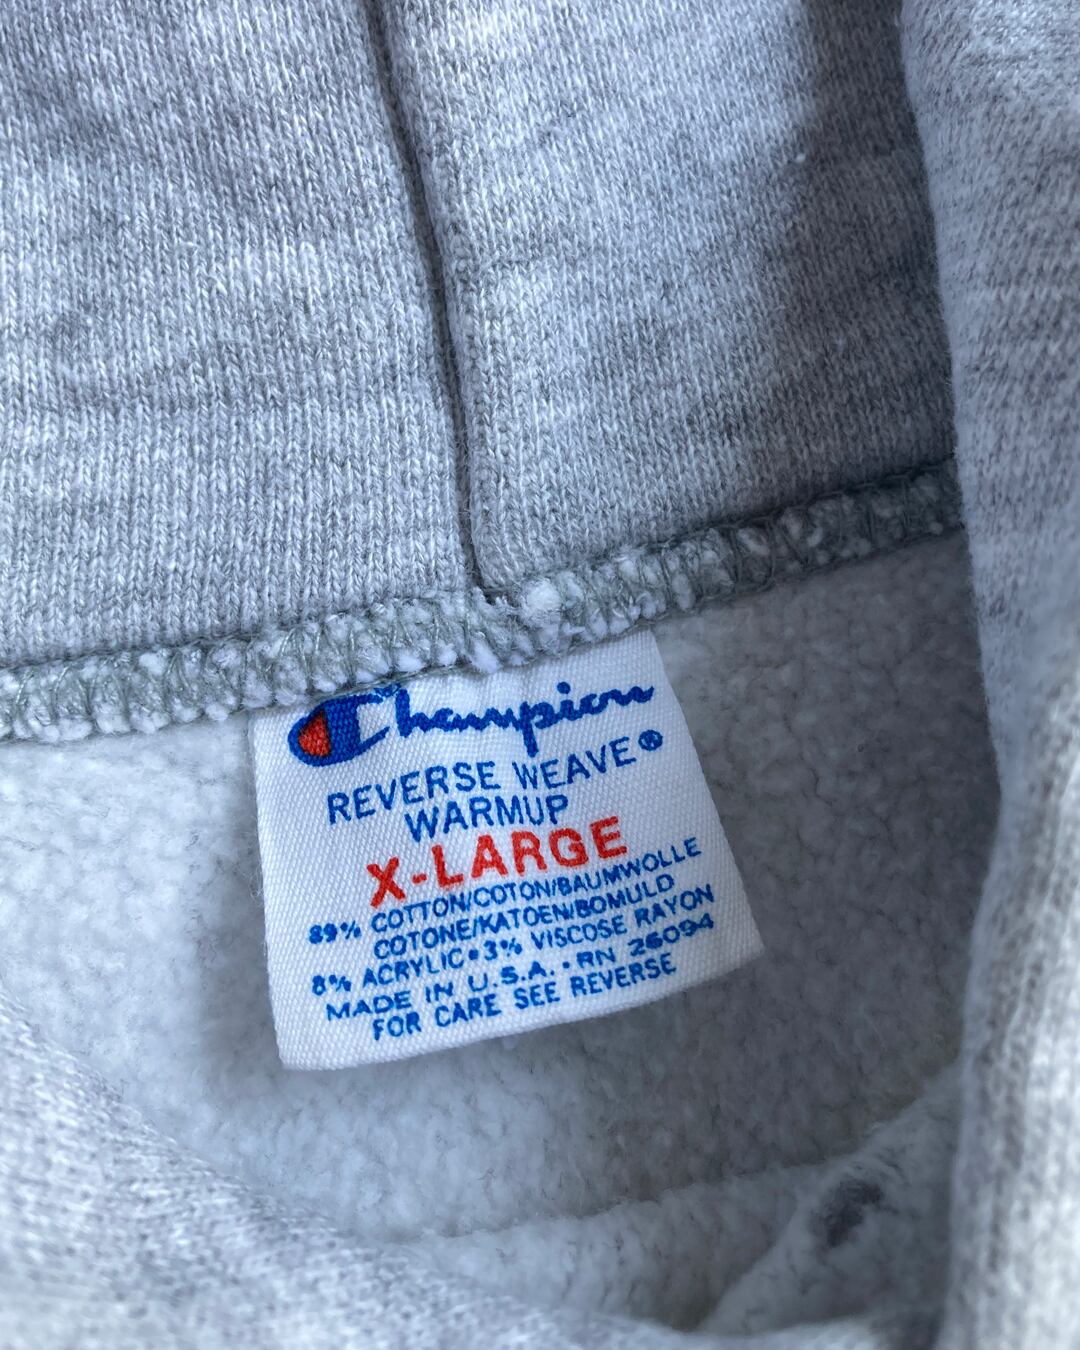 Champion
REVERSE WEAVE®
WARMUP
X-LARGE
89% COTTON/COTON/BAUMWOLLE
COTONE/KATOEN/BOMULD
8% ACRYLIC•3% VISCOSE RAYON
MADE IN U.S.A. • RN 26094
FOR CARE SEE REVERSE